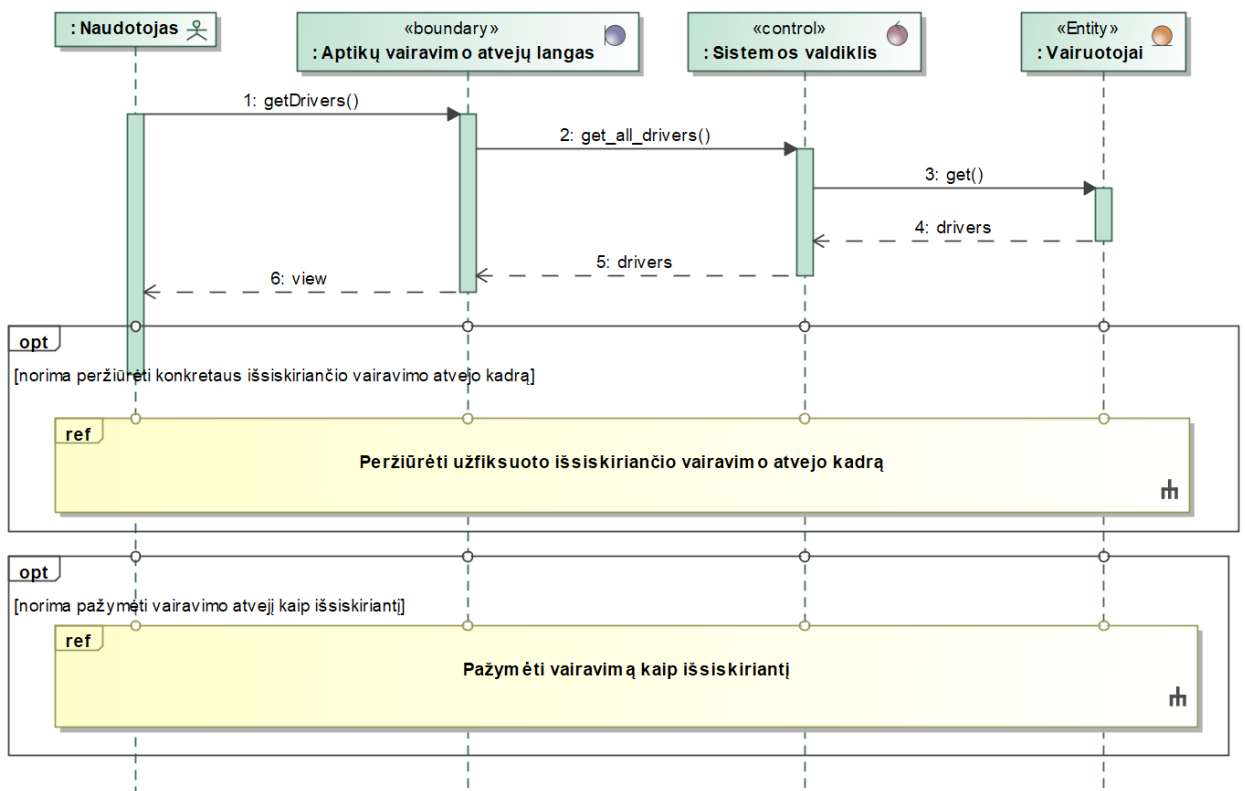 : Naudotojas
«boundary»
: Aptikų vairavimo atvejų langas
«control»
: Sistemos valdiklis
«Entity»
: Vairuotojai
1: getDrivers()
2: get_all_drivers()
3: get()
4: drivers
5: drivers
6: view
opt
[norima peržiūrėti konkretaus išsiskiriančio vairavimo atvejo kadrą]
ref
Peržiūrėti užfiksuoto išsiskiriančio vairavimo atvejo kadrą
opt
[norima pažymėti vairavimo atvejį kaip išsiskiriantį]
ref
Pažymėti vairavimą kaip išsiskiriantį